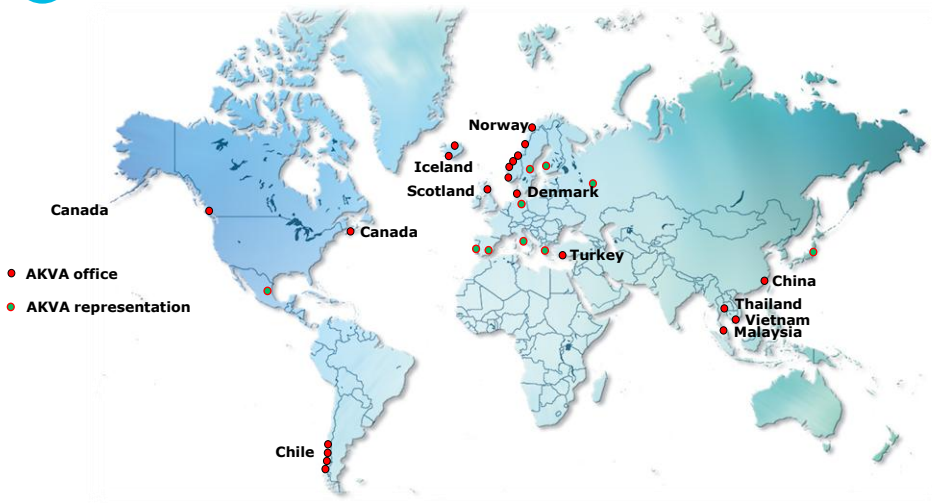 Norway
Iceland
Scotland
Denmark
Canada
Canada
Turkey
AKVA office
China
AKVA representation
Thailand
Vietnam
Malaysia
Chile